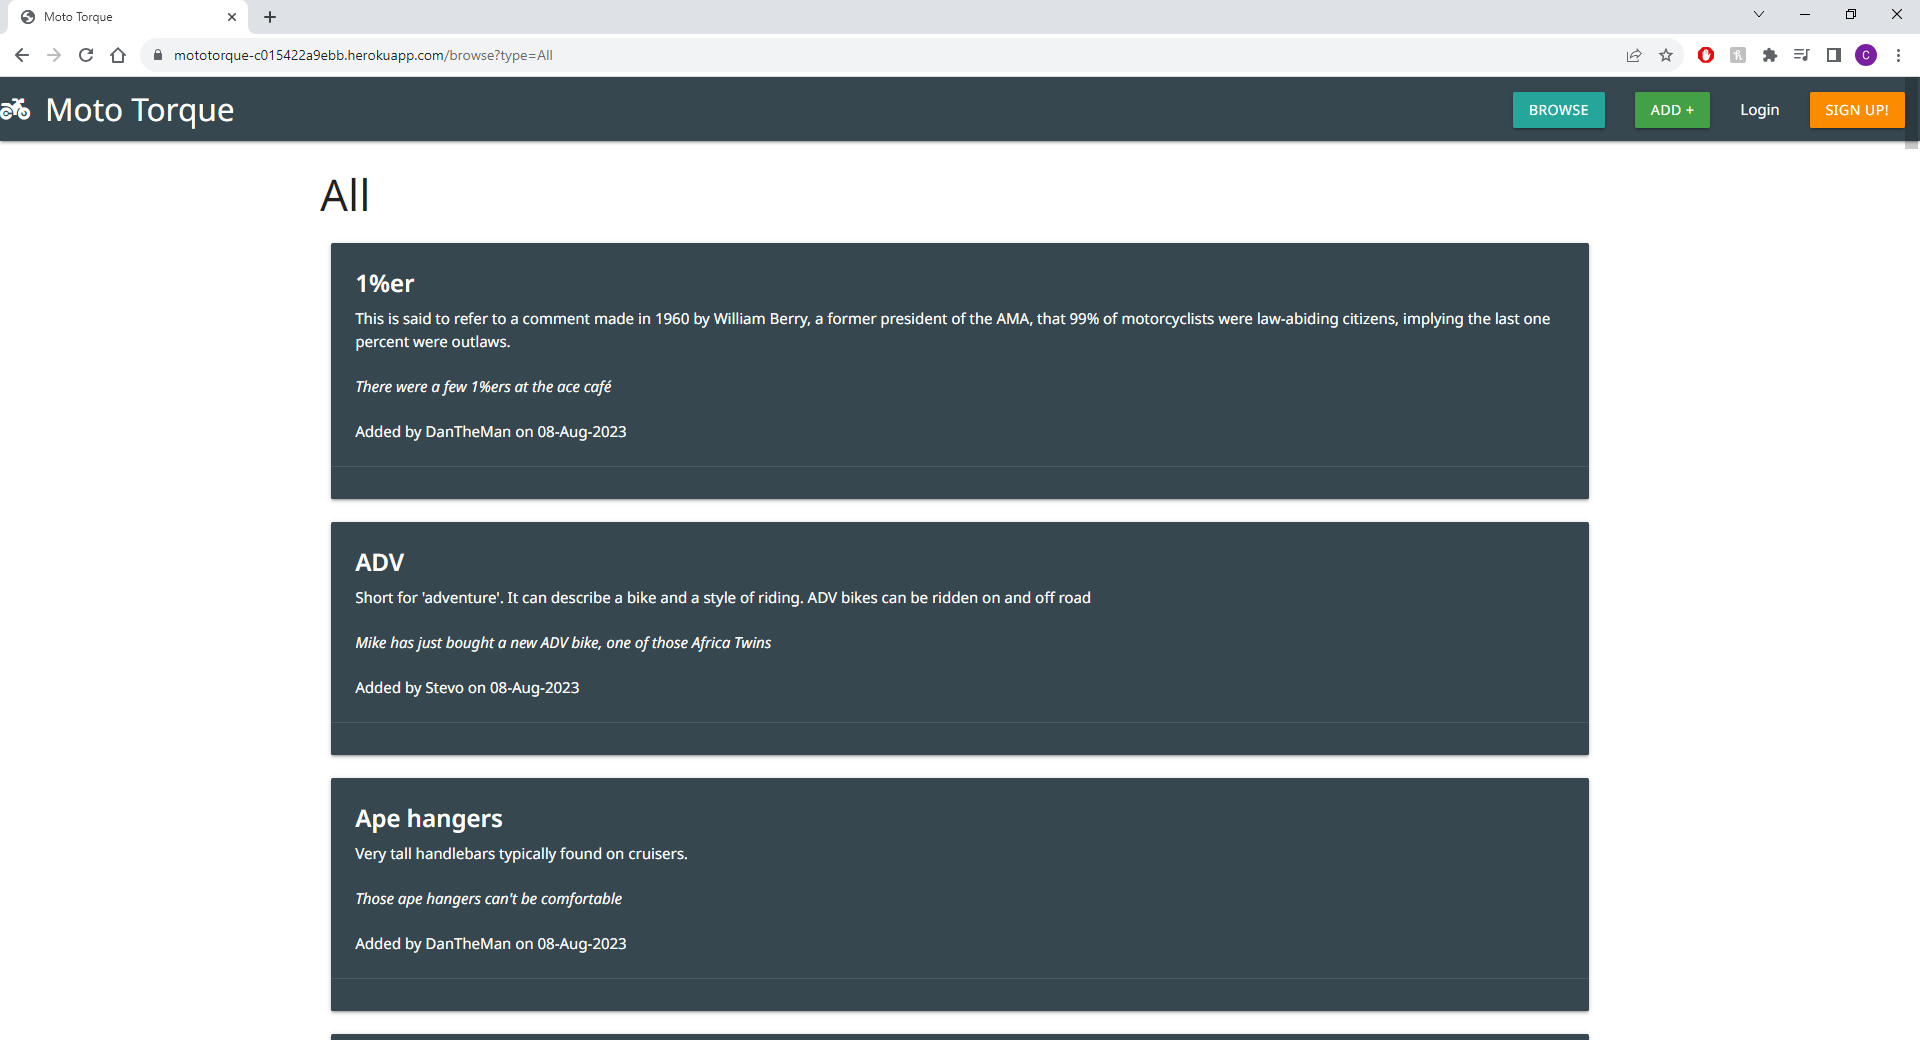 Moto Torque
mototorque-c015422a9ebb.herokuapp.com/browse?type=All
C
Moto Torque
BROWSE
ADD +
Login
SIGN UP!
All
1%er
This is said to refer to a comment made in 1960 by William Berry, a former president of the AMA, that 99% of motorcyclists were law-abiding citizens, implying the last one
percent were outlaws.
There were a few 1%ers at the ace café
Added by DanTheMan on 08-Aug-2023
ADV
Short for 'adventure'. It can describe a bike and a style of riding. ADV bikes can be ridden on and off road
Mike has just bought a new ADV bike, one of those Africa Twins
Added by Stevo on 08-Aug-2023
Ape hangers
Very tall handlebars typically found on cruisers.
Those ape hangers can't be comfortable
Added by DanTheMan on 08-Aug-2023